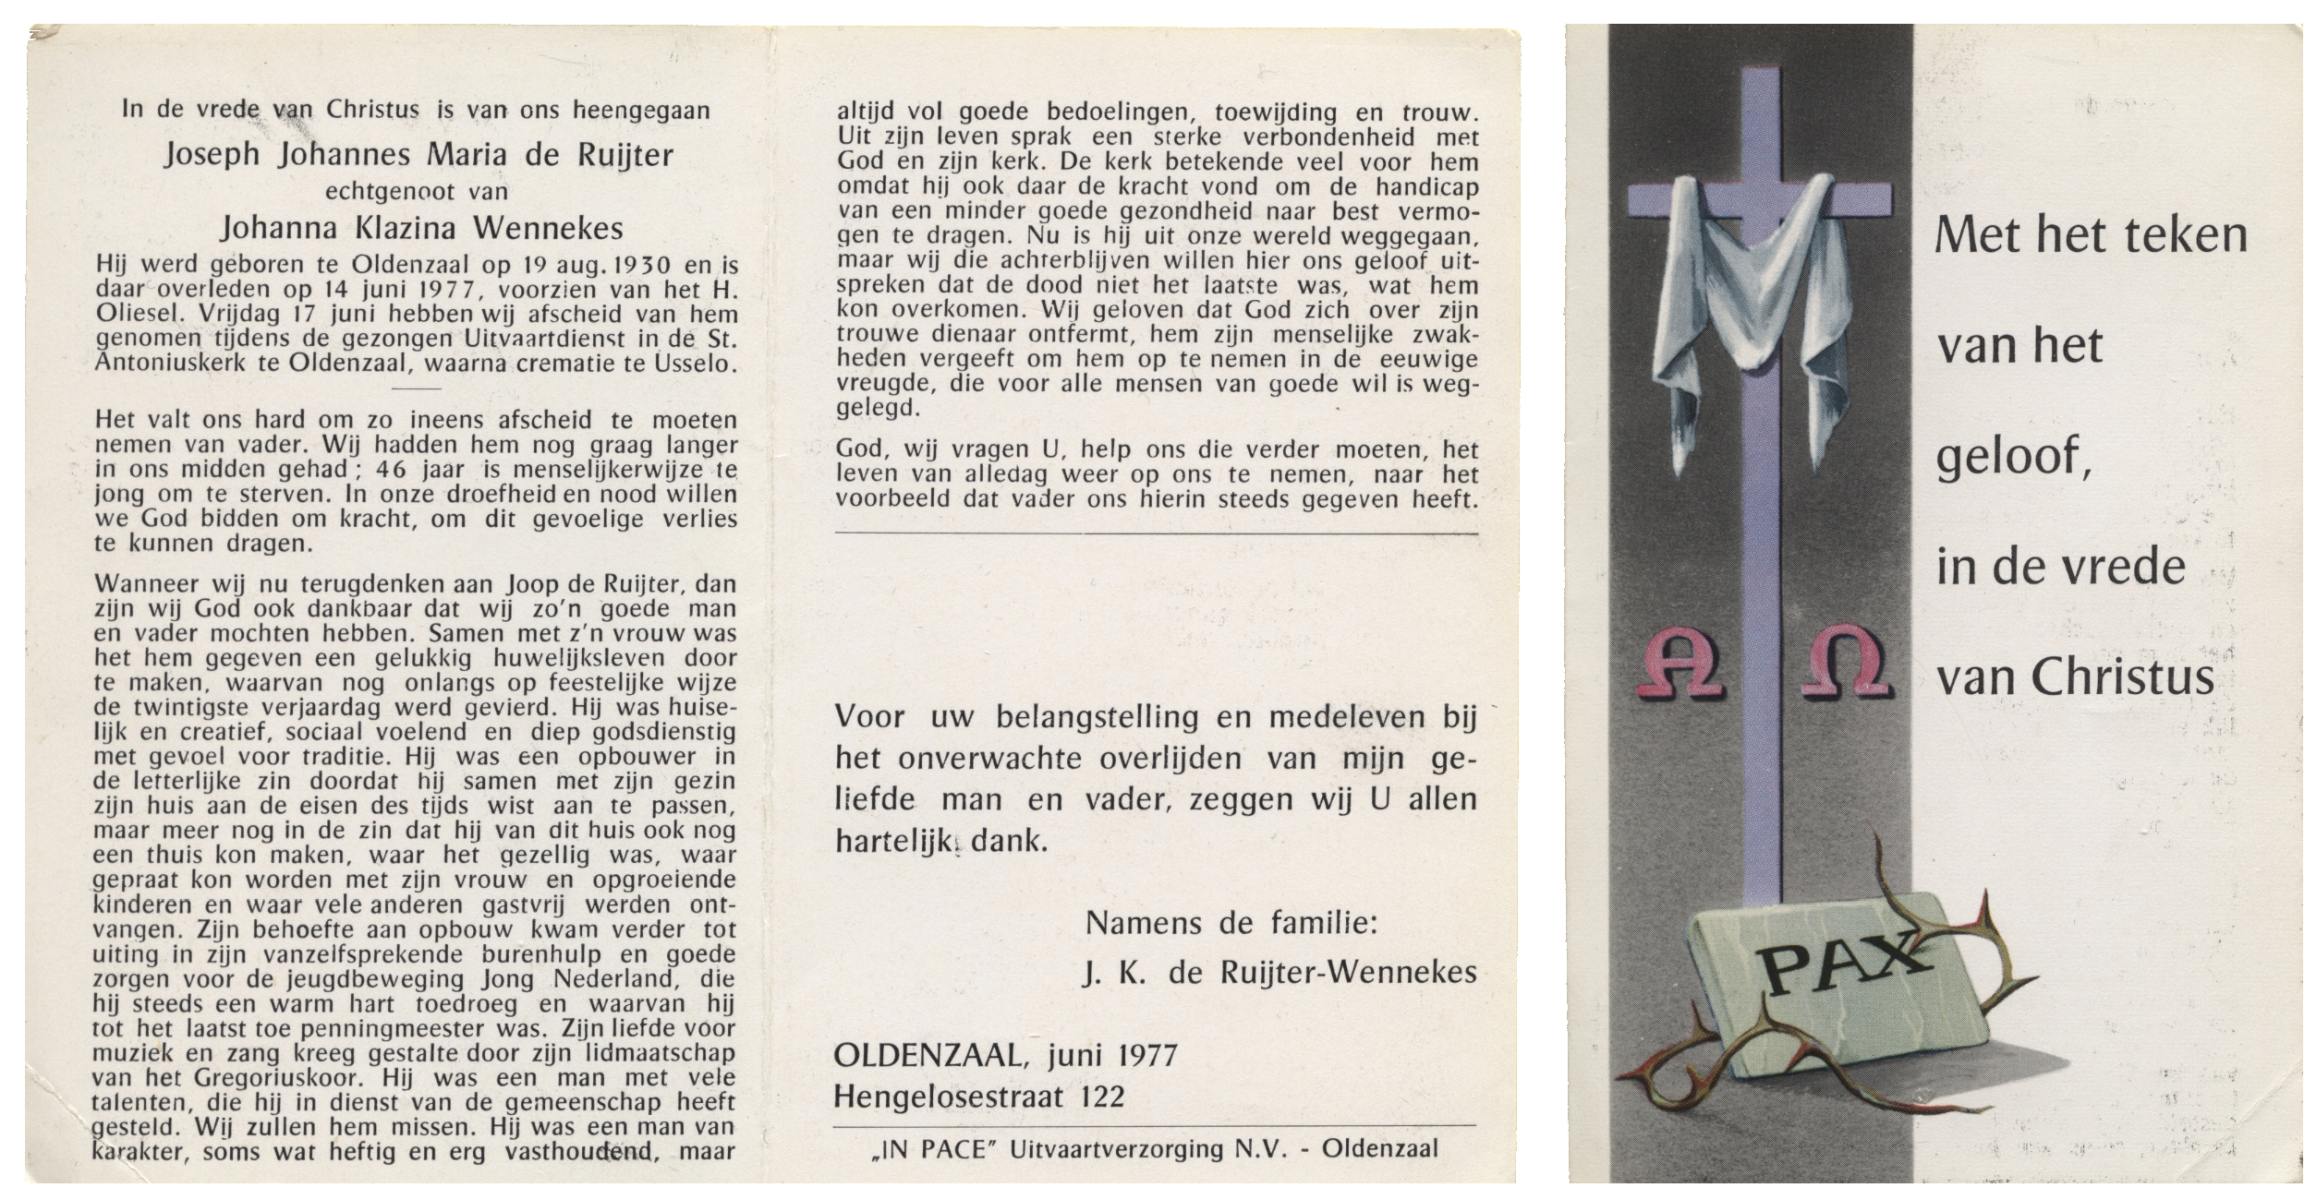 In de vrede van Christus is van ons heengegaan
Joseph Johannes Maria de Ruijter
echtgenoot van
Johanna Klazina Wennekes
Hij werd geboren te Oldenzaal op 19 aug. 1930 en is
daar overleden op 14 juni 1977, voorzien van het H.
Oliesel. Vrijdag 17 juni hebben wij afscheid van hem
genomen tijdens de gezongen Uitvaartdienst in de St.
Antoniuskerk te Oldenzaal, waarna crematie te Usselo.
Het valt ons hard om zo ineens afscheid te moeten
nemen van vader. Wij hadden hem nog graag langer
in ons midden gehad ; 46 jaar is menselijkerwijze te
jong om te sterven. In onze droefheid en nood willen
we God bidden om kracht, om dit gevoelige verlies
te kunnen dragen.
Wanneer wij nu terugdenken aan Joop de Ruijter, dan
zijn wij God ook dankbaar dat wij zo'n goede man
en vader mochten hebben. Samen met z'n vrouw was
het hem gegeven een gelukkig huwelijksleven door
te maken, waarvan nog onlangs op feestelijke wijze
de twintigste verjaardag werd gevierd. Hij was huise-
lijk en creatief, sociaal voelend en diep godsdienstig
met gevoel voor traditie. Hij was een opbouwer in
de letterlijke zin doordat hij samen met zijn gezin
zijn huis aan de eisen des tijds wist aan te passen,
maar meer nog in de zin dat hij van dit huis ook nog
een thuis kon maken, waar het gezellig was, waar
gepraat kon worden met zijn vrouw en opgroeiende
kinderen en waar vele anderen gastvrij werden ont-
vangen. Zijn behoefte aan opbouw kwam verder tot
uiting in zijn vanzelfsprekende burenhulp en goede
zorgen voor de jeugdbeweging Jong Nederland, die
hij steeds een warm hart toedroeg en waarvan hij
tot het laatst toe penningmeester was. Zijn liefde voor
muziek en zang kreeg gestalte door zijn lidmaatschap
van het Gregoriuskoor. Hij was een man met vele
talenten, die hij in dienst van de gemeenschap heeft
gesteld. Wij zullen hem missen. Hij was een man van
karakter, soms wat heftig en erg vasthoudend, maar
altijd vol goede bedoelingen, toewijding en trouw.
Uit zijn leven sprak een sterke verbondenheid met
God en zijn kerk. De kerk betekende veel voor hem
omdat hij ook daar de kracht vond om de handicap
van een minder goede gezondheid naar best vermo-
gen te dragen. Nu is hij uit onze wereld weggegaan,
maar wij die achterblijven willen hier ons geloof uit-
spreken dat de dood niet het laatste was, wat hem
kon overkomen. Wij geloven dat God zich over zijn
trouwe dienaar ontfermt, hem zijn menselijke zwak-
heden vergeeft om hem op te nemen in de eeuwige
vreugde, die voor alle mensen van goede wil is weg-
gelegd.
God, wij vragen U, help ons die verder moeten, het
leven van alledag weer op ons te nemen, naar het
voorbeeld dat vader ons hierin steeds gegeven heeft.
Voor uw belangstelling en medeleven bij
het onverwachte overlijden van mijn ge-
liefde man en vader, zeggen wij U allen
hartelijk dank.
Namens de familie:
J. K. de Ruijter-Wennekes
OLDENZAAL, juni 1977
Hengelosestraat 122
„IN PACE" Uitvaartverzorging N.V. - Oldenzaal
Met het teken
van het
geloof,
in de vrede
van Christus
Α Ω
PAX